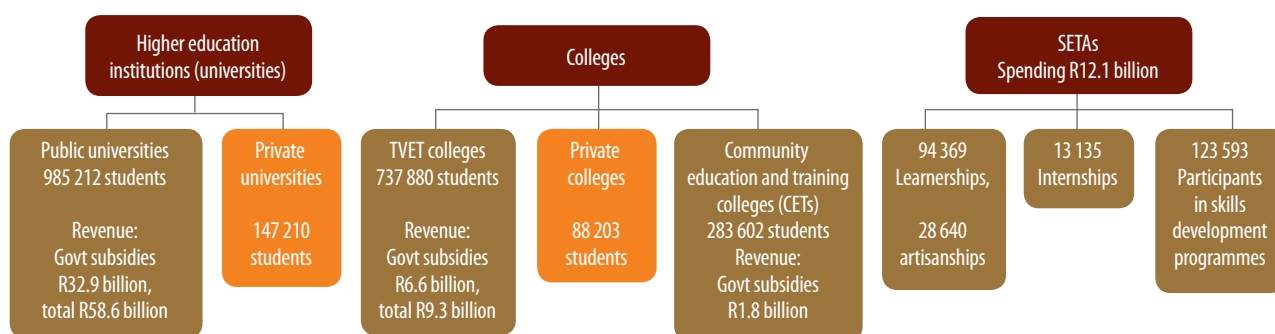 Higher education
institutions (universities)
Colleges
SETAs
Spending R12.1 billion
Public universities
985 212 students
Revenue:
Govt subsidies
R32.9 billion,
total R58.6 billion
Private
universities
147 210
students
TVET colleges
737 880 students
Revenue:
Govt subsidies
R6.6 billion,
total R9.3 billion
Private
colleges
88 203
students
Community
education and training
colleges (CETs)
283 602 students
Revenue:
Govt subsidies
R1.8 billion
94 369
Learnerships,
28 640
artisanships
13 135
Internships
123 593
Participants
in skills
development
programmes